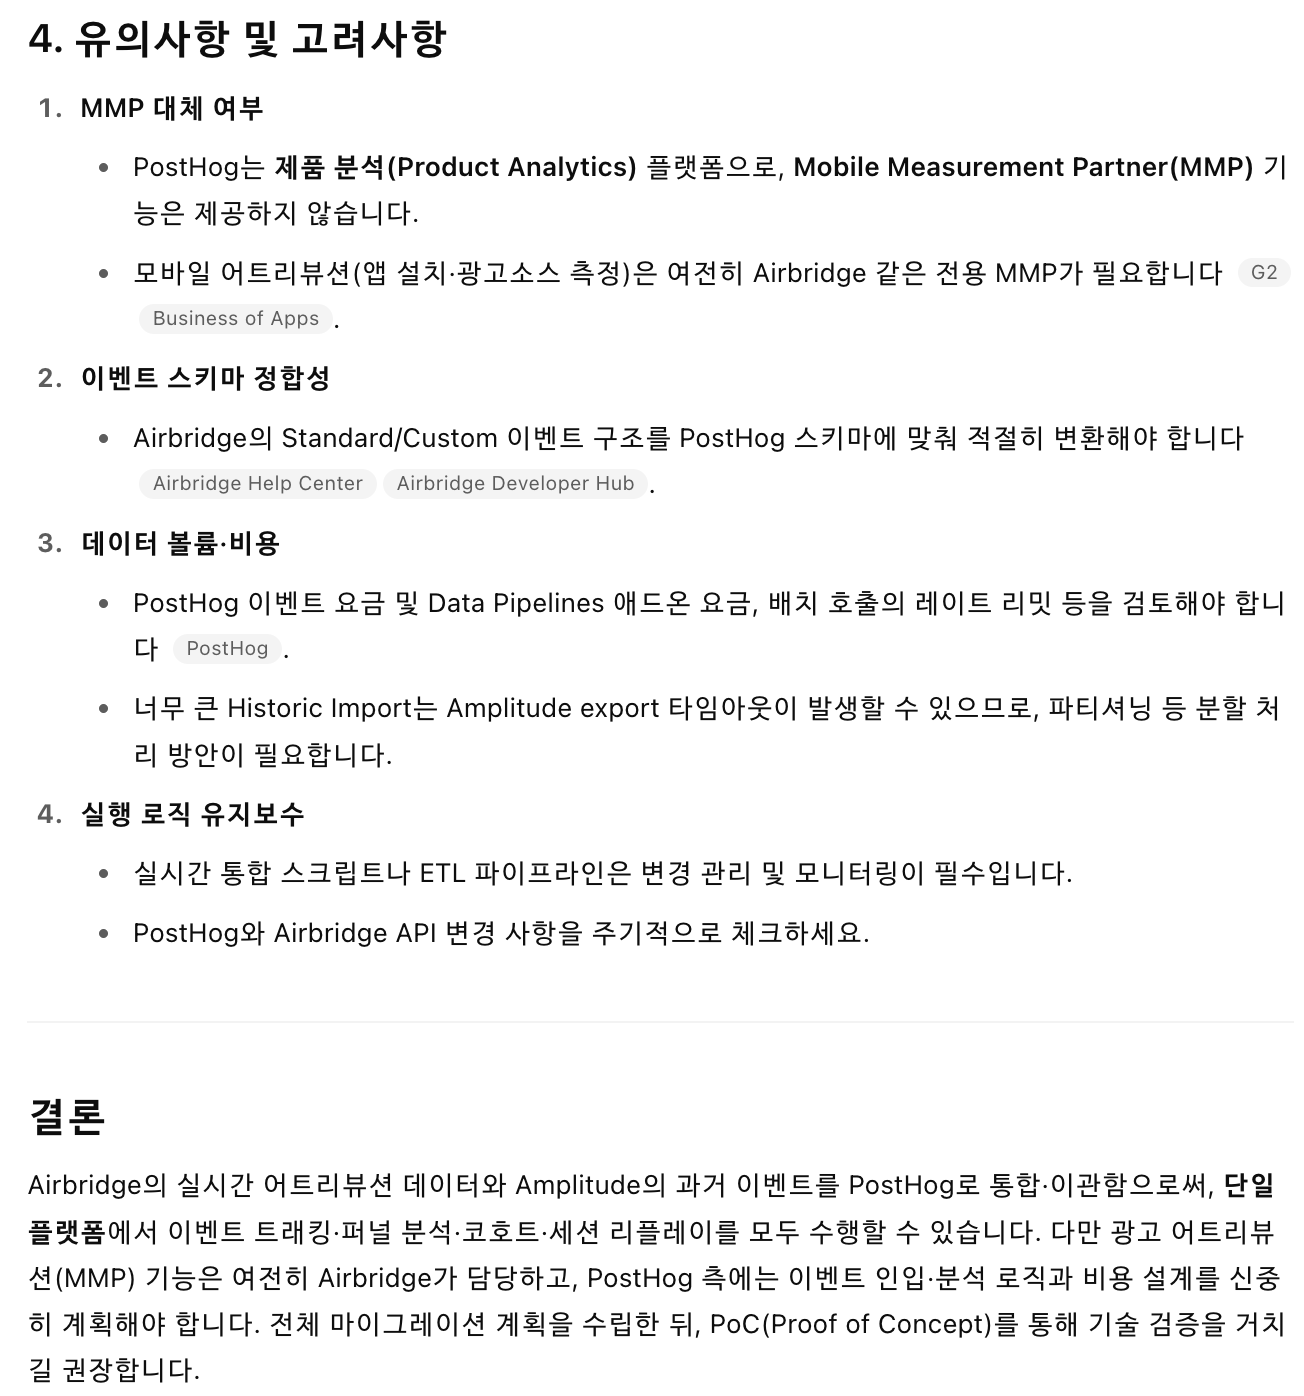 4. 유의사항 및 고려사항
1. MMP 대체 여부
• PostHog는 제품 분석(Product Analytics) 플랫폼으로, Mobile Measurement Partner(MMP) 기
능은 제공하지 않습니다.
• 모바일 어트리뷰션(앱 설치·광고소스 측정)은 여전히 Airbridge 같은 전용 MMP가 필요합니다 G2
Business of Apps .
2. 이벤트 스키마 정합성
• Airbridge의 Standard/Custom 이벤트 구조를 PostHog 스키마에 맞춰 적절히 변환해야 합니다
Airbridge Help Center Airbridge Developer Hub .
3. 데이터 볼륨·비용
• PostHog 이벤트 요금 및 Data Pipelines 애드온 요금, 배치 호출의 레이트 리밋 등을 검토해야 합니
다 PostHog .
• 너무 큰 Historic Import는 Amplitude export 타임아웃이 발생할 수 있으므로, 파티셔닝 등 분할 처
리 방안이 필요합니다.
4. 실행 로직 유지보수
• 실시간 통합 스크립트나 ETL 파이프라인은 변경 관리 및 모니터링이 필수입니다.
• PostHog와 Airbridge API 변경 사항을 주기적으로 체크하세요.
결론
Airbridge의 실시간 어트리뷰션 데이터와 Amplitude의 과거 이벤트를 PostHog로 통합·이관함으로써, 단일
플랫폼에서 이벤트 트래킹·퍼널 분석·코호트·세션 리플레이를 모두 수행할 수 있습니다. 다만 광고 어트리뷰
션(MMP) 기능은 여전히 Airbridge가 담당하고, PostHog 측에는 이벤트 인입·분석 로직과 비용 설계를 신중
히 계획해야 합니다. 전체 마이그레이션 계획을 수립한 뒤, PoC(Proof of Concept)를 통해 기술 검증을 거치
길 권장합니다.